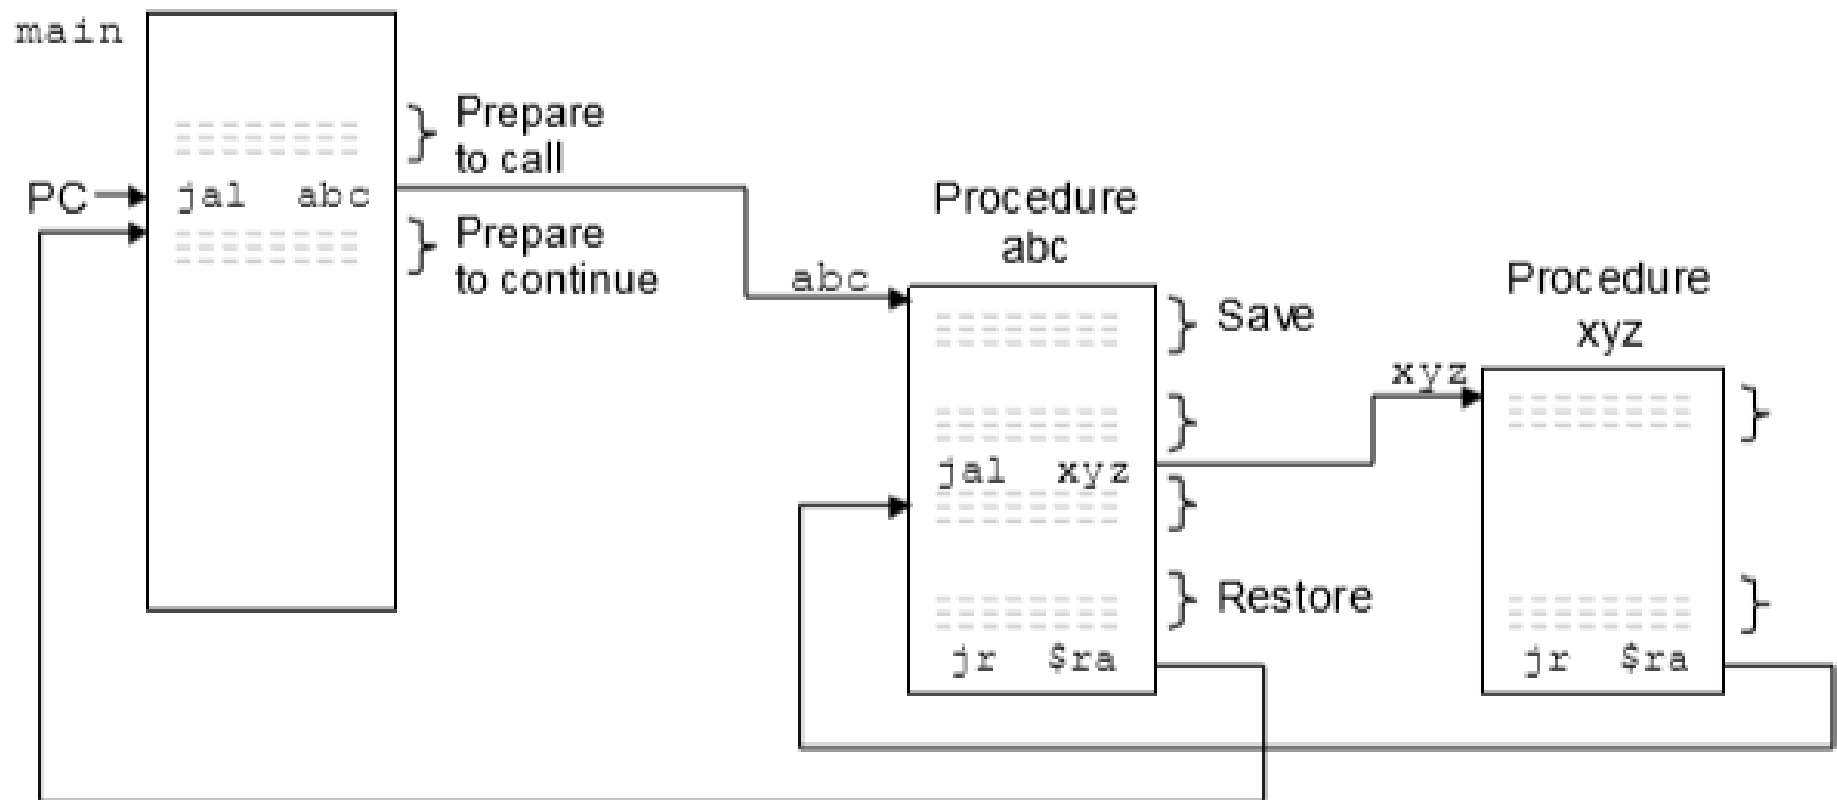 main
Prepare
to call
PC
jal abc
Prepare
to continue
abc
Procedure
abc
Save
jal xyz
Restore
jr $ra
Procedure
xyz
xyz
jr $ra